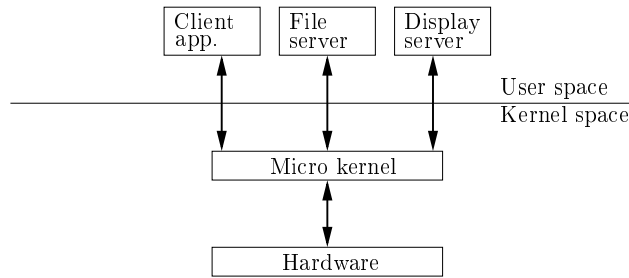 Client
app.
File
server
Display
server
User space
Kernel space
Micro kernel
Hardware